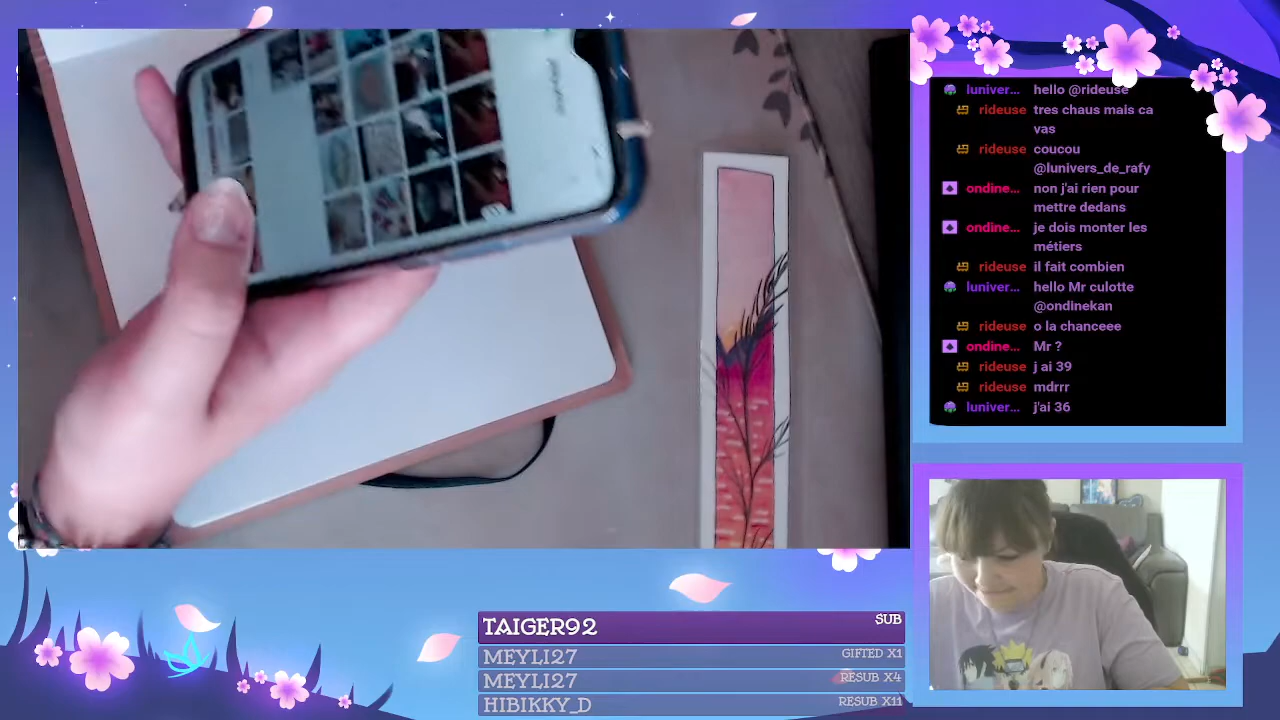 luniver... hello @rideuse
rideuse tres chaus mais ca
vas
rideuse coucou
@lunivers_de_rafy
ondine... non j'ai rien pour
mettre dedans
ondine... je dois monter les
métiers
rideuse il fait combien
luniver... hello Mr culotte
@ondinekan
rideuse o la chanceee
ondine... Mr ?
rideuse j ai 39
rideuse mdrrr
luniver... j'ai 36
TAIGER92 SUB
MEYLI27 GIFTED X1
MEYLI27 RESUB X4
HIBIKKY_D RESUB X11